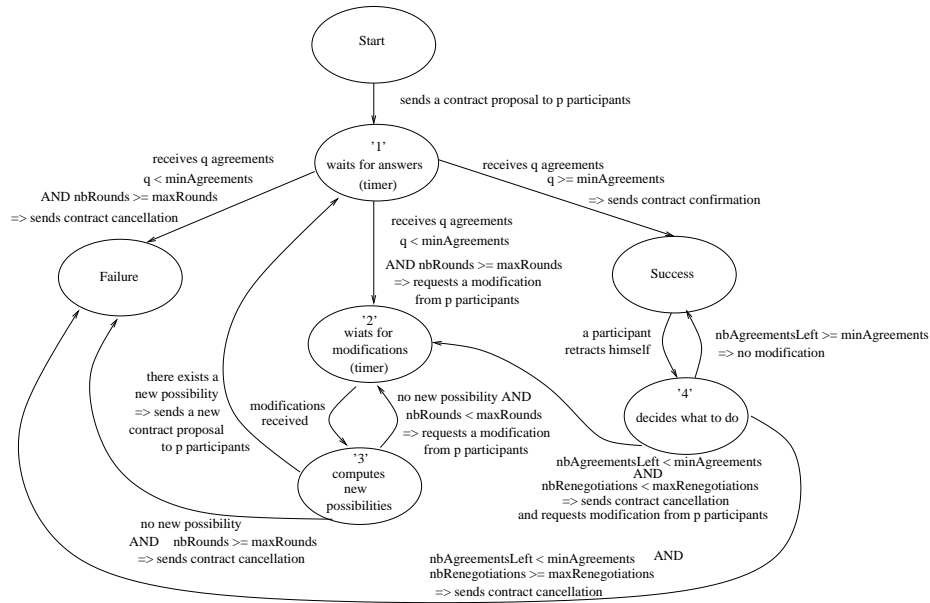 Start
sends a contract proposal to p participants
'1'
waits for answers
(timer)
receives q agreements
q < minAgreements
AND nbRounds >= maxRounds
=> sends contract cancellation
receives q agreements
q >= minAgreements
=> sends contract confirmation
receives q agreements
q < minAgreements
AND nbRounds >= maxRounds
=> requests a modification
from p participants
Failure
Success
'2'
wiats for
modifications
(timer)
a participant
retracts himself
nbAgreementsLeft >= minAgreements
=> no modification
there exists a
new possibility
=> sends a new
contract proposal
to p participants
modifications
received
no new possibility AND
nbRounds < maxRounds
=> requests a modification
from p participants
'4'
decides what to do
'3'
computes
new
possibilities
nbAgreementsLeft < minAgreements
AND
nbRenegotiations < maxRenegotiations
=> sends contract cancellation
and requests modification from p participants
no new possibility
AND nbRounds >= maxRounds
=> sends contract cancellation
nbAgreementsLeft < minAgreements AND
nbRenegotiations >= maxRenegotiations
=> sends contract cancellation